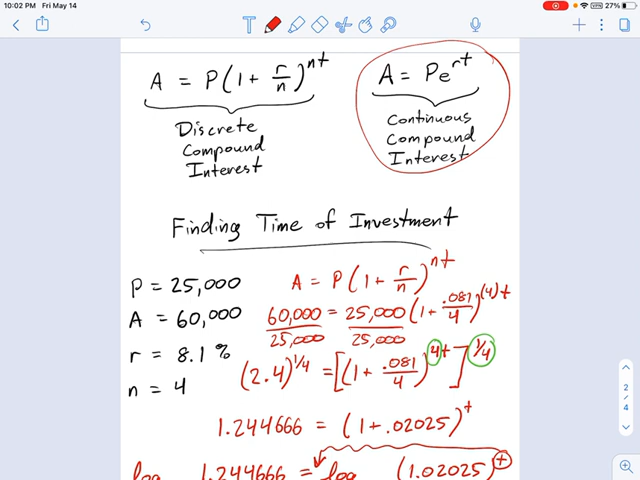 10:02 PM Fri May 14
27%
A = P(1 + r/n)^nt
A = Pe^rt
Discrete
Compound
Interest
Continuous
Compound
Interest
Finding Time of Investment
P = 25,000
A = 60,000
r = 8.1%
n = 4
A = P(1 + r/n)^nt
60,000/25,000 = 25,000/25,000 (1 + .081/4)^(4)t
(2.4)^1/4 = [(1 + .081/4)^4t]^1/4
1.244666 = (1 + .02025)^t
log 1.244666 = log (1.02025)^t
2
/
4